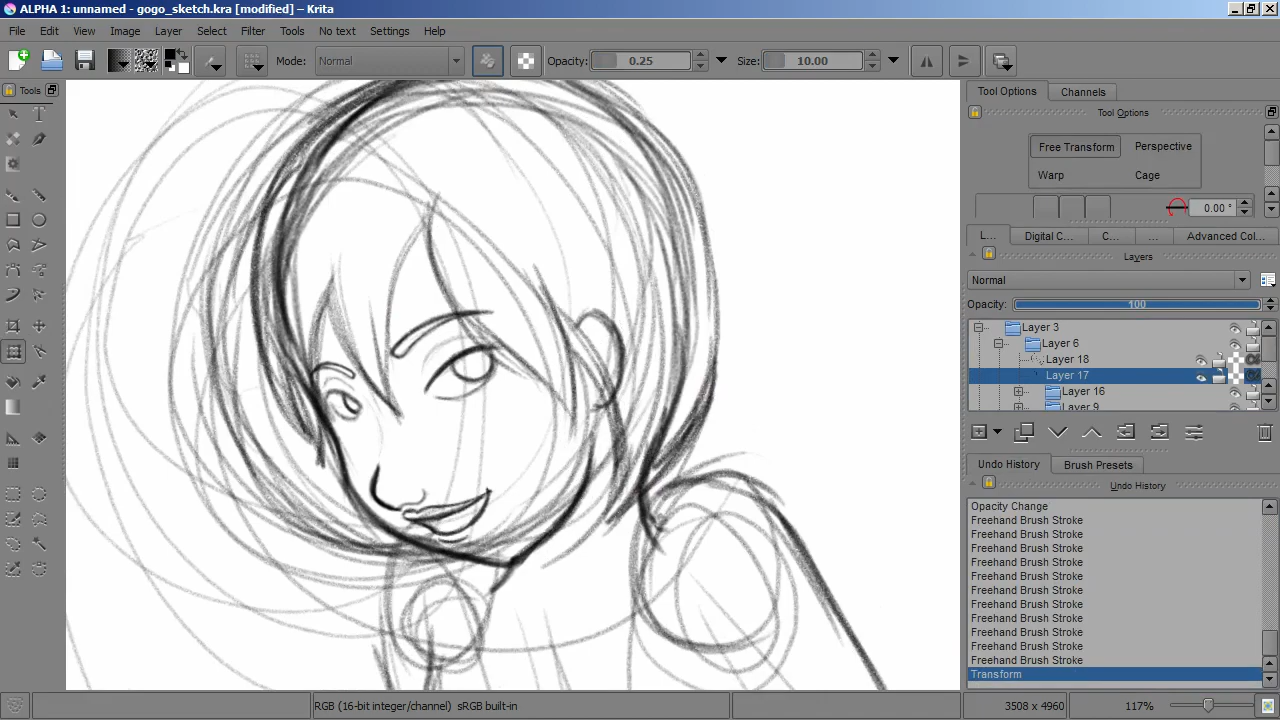 ALPHA 1: unnamed - gogo_sketch.kra [modified] – Krita
File Edit View Image Layer Select Filter Tools No text Settings Help
Mode: Normal Opacity: 0.25 Size: 10.00
Tools
Tool Options Channels
Tool Options
Free Transform Perspective
Warp Cage
0.00 °
L... Digital C... C... ... Advanced Col...
Layers
Normal
Opacity: 100
Layer 3
Layer 6
Layer 18
Layer 17
Layer 16
Layer 9
Undo History Brush Presets
Undo History
Opacity Change
Freehand Brush Stroke
Freehand Brush Stroke
Freehand Brush Stroke
Freehand Brush Stroke
Freehand Brush Stroke
Freehand Brush Stroke
Freehand Brush Stroke
Freehand Brush Stroke
Freehand Brush Stroke
Freehand Brush Stroke
Freehand Brush Stroke
Transform
RGB (16-bit integer/channel) sRGB built-in 3508 x 4960 117%